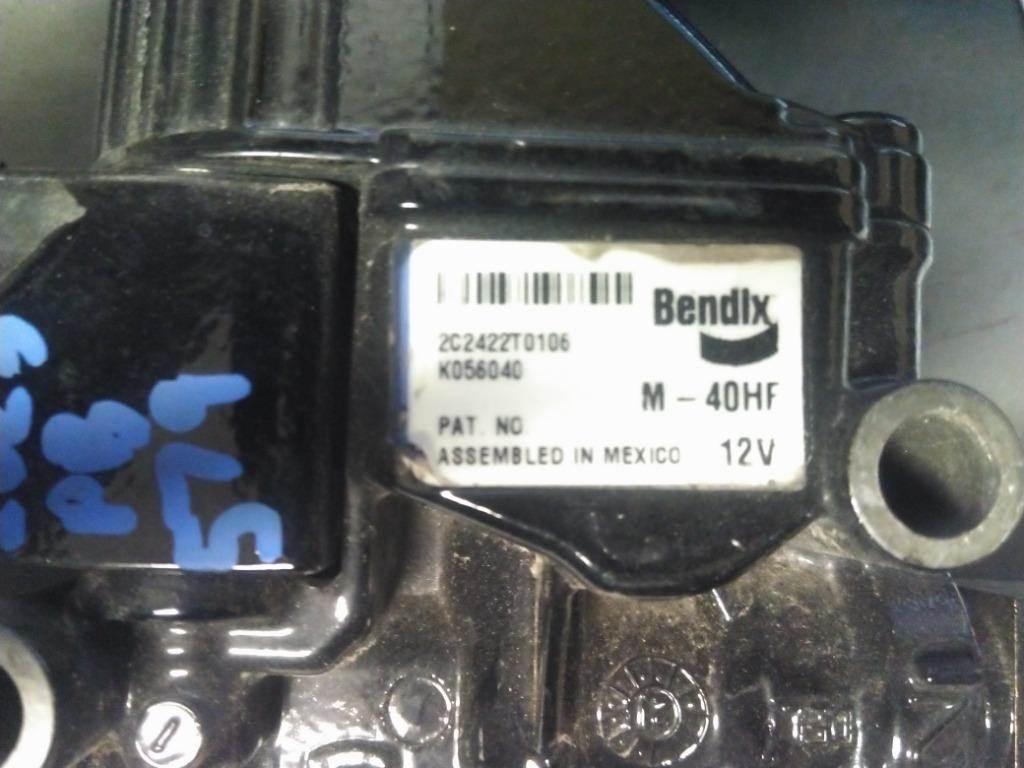 Bendix
2C2422T0106
K056040
M - 40HF
PAT. NO.
ASSEMBLED IN MEXICO 12V